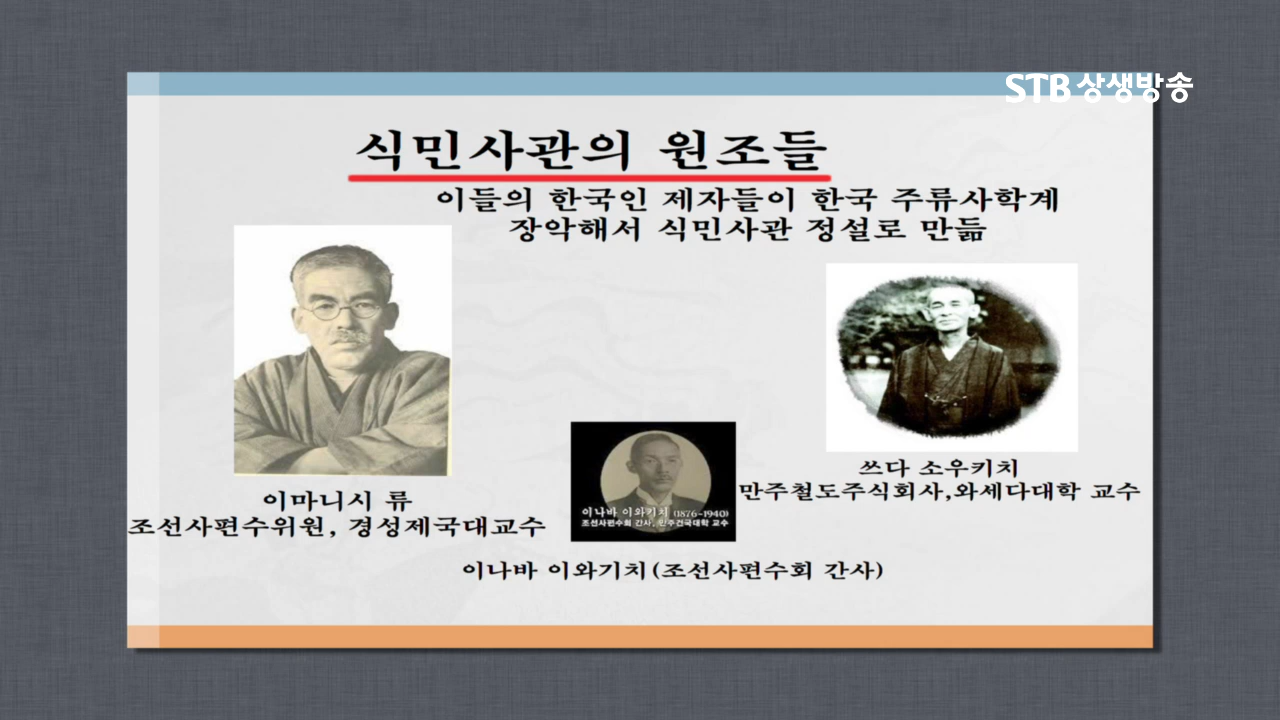 STB 상생방송
식민사관의 원조들
이들의 한국인 제자들이 한국 주류사학계
장악해서 식민사관 정설로 만듦
이마니시 류
조선사편수위원, 경성제국대교수
이나바 이와키치 (1876-1940)
조선사편수회 간사, 만주건국대학 교수
이나바 이와기치(조선사편수회 간사)
쓰다 소우키치
만주철도주식회사,와세다대학 교수